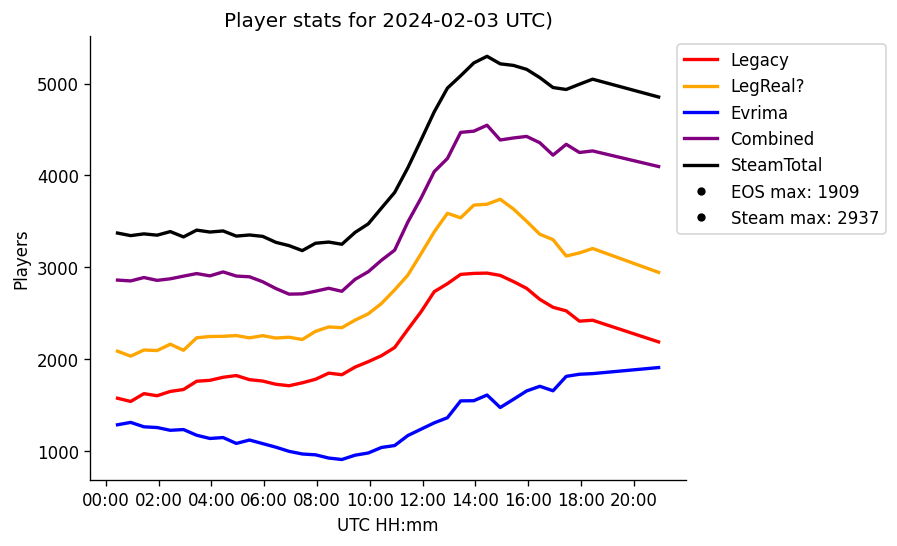 Player stats for 2024-02-03 UTC)
Legacy
LegReal?
Evrima
Combined
SteamTotal
EOS max: 1909
Steam max: 2937
5000
4000
3000
2000
1000
Players
00:00 02:00 04:00 06:00 08:00 10:00 12:00 14:00 16:00 18:00 20:00
UTC HH:mm